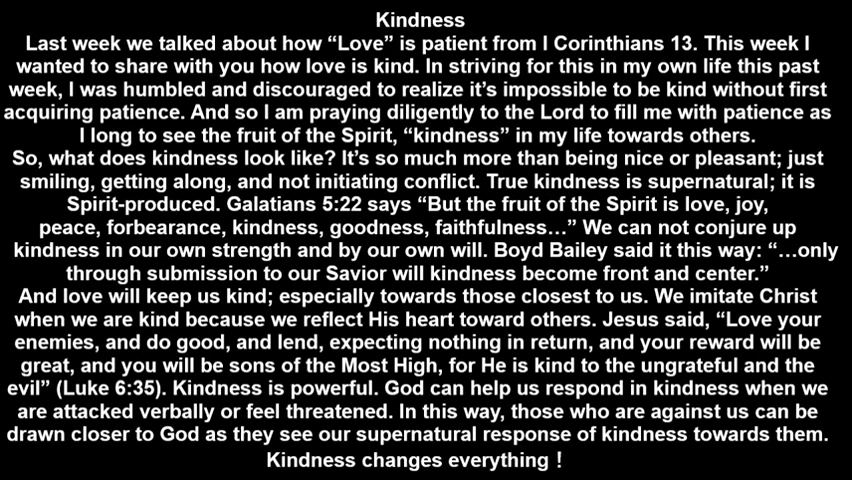 Kindness
Last week we talked about how “Love” is patient from I Corinthians 13. This week I
wanted to share with you how love is kind. In striving for this in my own life this past
week, I was humbled and discouraged to realize it’s impossible to be kind without first
acquiring patience. And so I am praying diligently to the Lord to fill me with patience as
I long to see the fruit of the Spirit, “kindness” in my life towards others.
So, what does kindness look like? It’s so much more than being nice or pleasant; just
smiling, getting along, and not initiating conflict. True kindness is supernatural; it is
Spirit-produced. Galatians 5:22 says “But the fruit of the Spirit is love, joy,
peace, forbearance, kindness, goodness, faithfulness…” We can not conjure up
kindness in our own strength and by our own will. Boyd Bailey said it this way: “…only
through submission to our Savior will kindness become front and center.”
And love will keep us kind; especially towards those closest to us. We imitate Christ
when we are kind because we reflect His heart toward others. Jesus said, “Love your
enemies, and do good, and lend, expecting nothing in return, and your reward will be
great, and you will be sons of the Most High, for He is kind to the ungrateful and the
evil” (Luke 6:35). Kindness is powerful. God can help us respond in kindness when we
are attacked verbally or feel threatened. In this way, those who are against us can be
drawn closer to God as they see our supernatural response of kindness towards them.
Kindness changes everything！